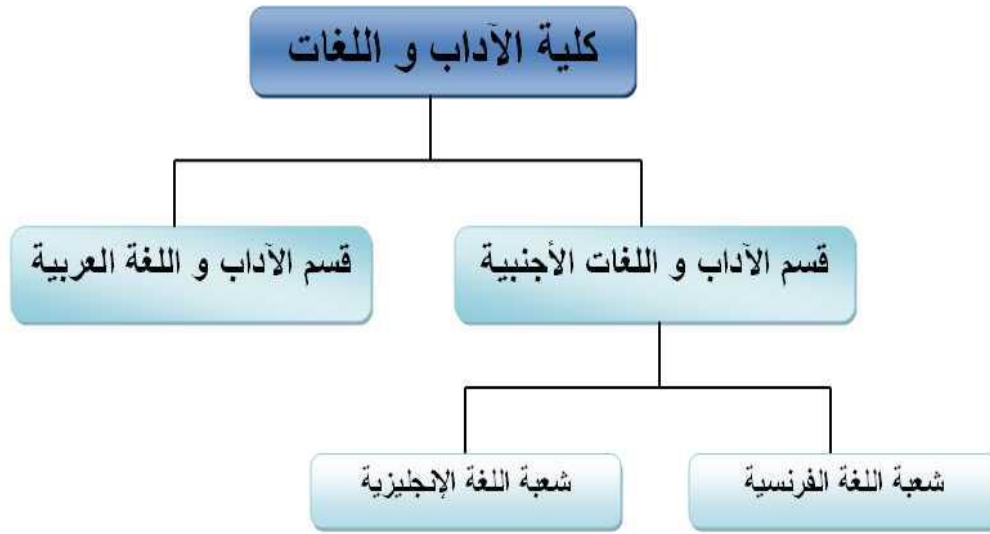 كلية الآداب و اللغات
قسم الآداب و اللغات الأجنبية
قسم الآداب و اللغة العربية
شعبة اللغة الفرنسية
شعبة اللغة الإنجليزية